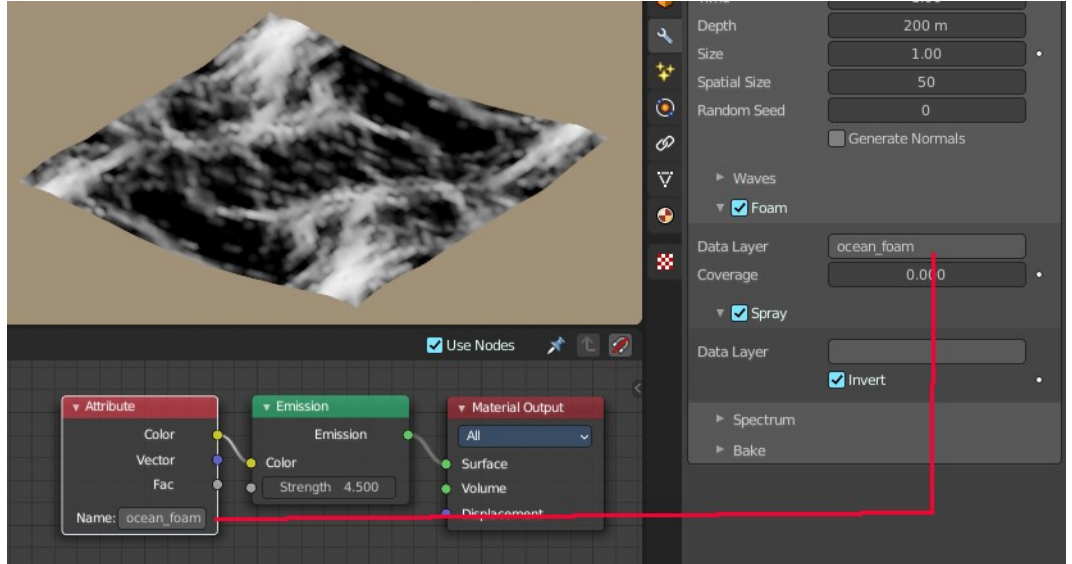 Depth 200 m
Size 1.00
Spatial Size 50
Random Seed 0
Generate Normals
Waves
Foam
Data Layer ocean_foam
Coverage 0.000
Spray
Data Layer
Invert
Spectrum
Bake
Use Nodes
Attribute
Color
Vector
Fac
Name: ocean_foam
Emission
Emission
Color
Strength 4.500
Material Output
All
Surface
Volume
Displacement